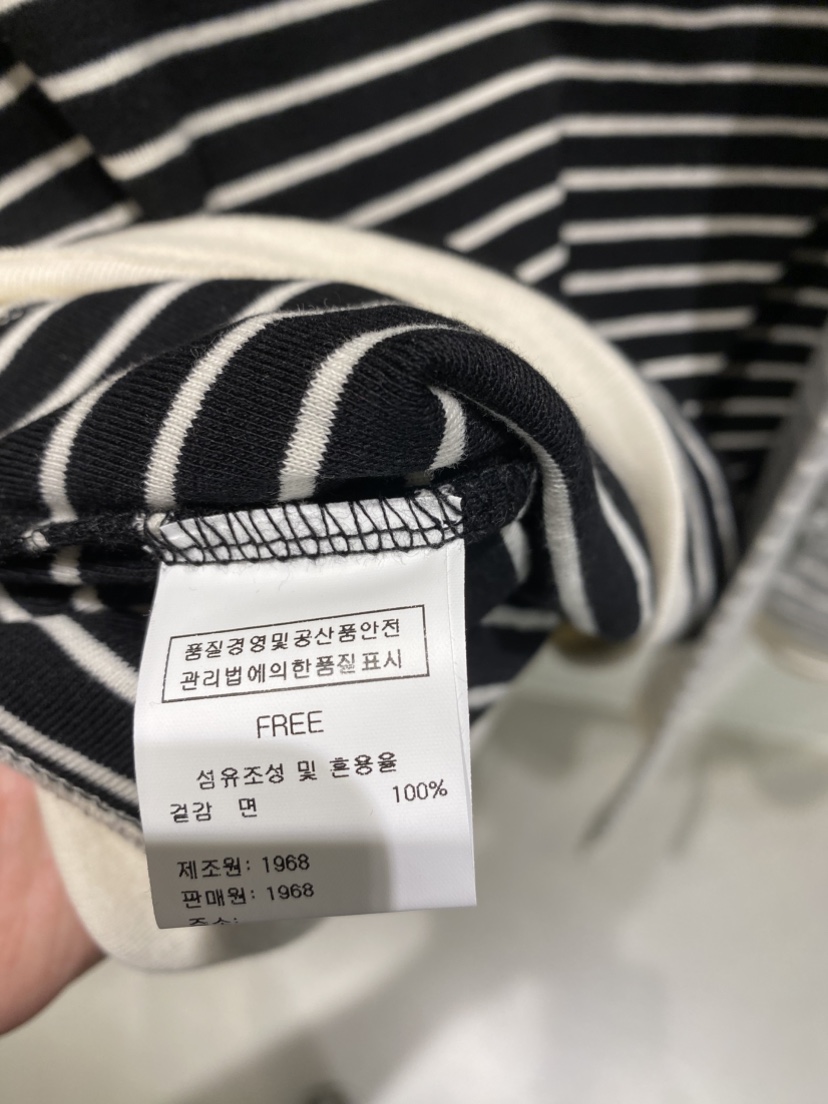 품질경영및공산품안전
관리법에의한품질표시
FREE
섬유조성 및 혼용율
겉감 면 100%
제조원: 1968
판매원: 1968
주소: